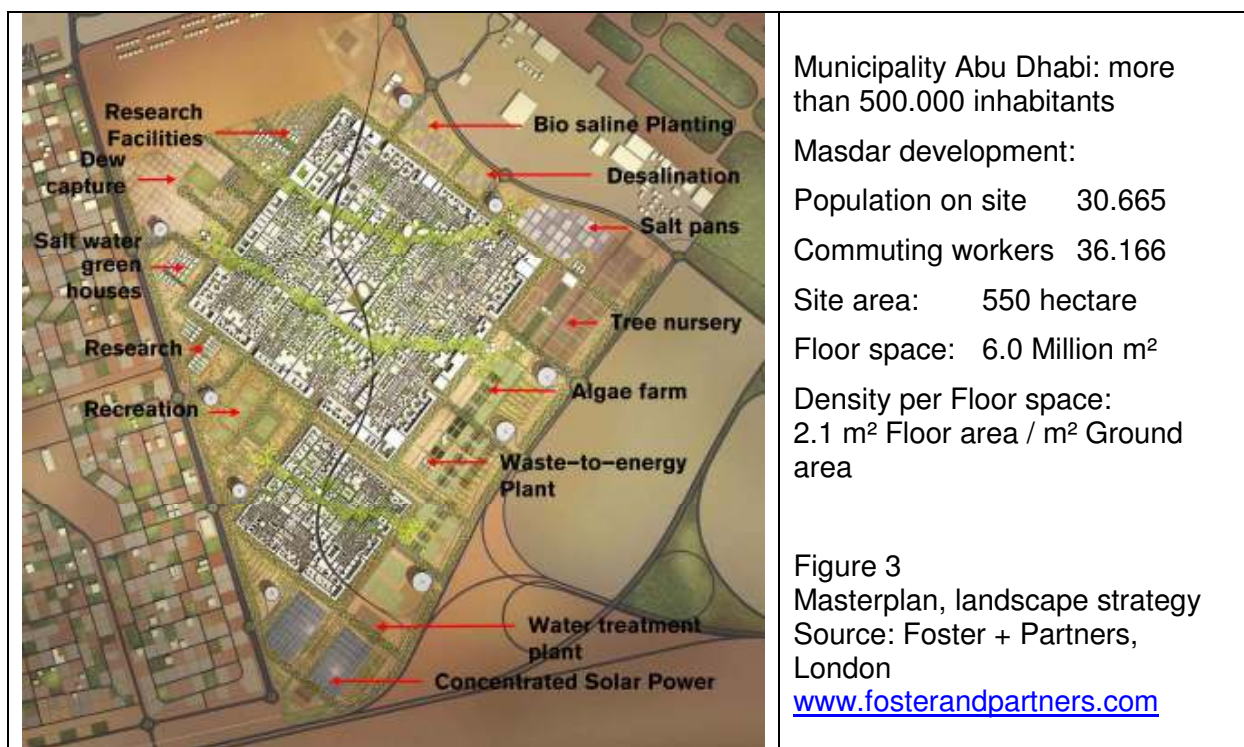 Research
Facilities
Dew
capture
Salt water
green
houses
Research
Recreation
Bio saline Planting
Desalination
Salt pans
Tree nursery
Algae farm
Waste-to-energy
Plant
Water treatment
plant
Concentrated Solar Power
Municipality Abu Dhabi: more
than 500.000 inhabitants
Masdar development:
Population on site 30.665
Commuting workers 36.166
Site area: 550 hectare
Floor space: 6.0 Million m²
Density per Floor space:
2.1 m² Floor area / m² Ground
area
Figure 3
Masterplan, landscape strategy
Source: Foster + Partners,
London
www.fosterandpartners.com